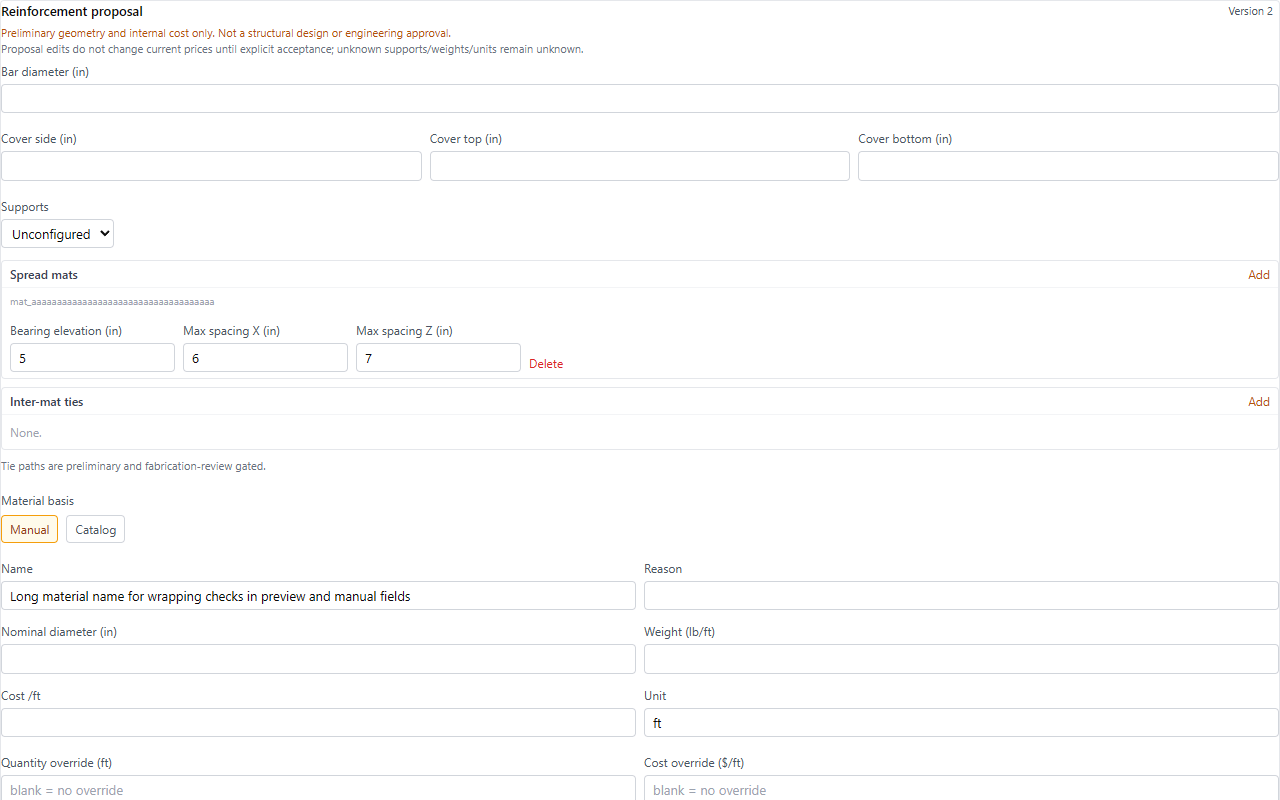 Reinforcement proposal
Version 2
Preliminary geometry and internal cost only. Not a structural design or engineering approval.
Proposal edits do not change current prices until explicit acceptance; unknown supports/weights/units remain unknown.
Bar diameter (in)
Cover side (in)
Cover top (in)
Cover bottom (in)
Supports
Unconfigured
Spread mats
Add
Bearing elevation (in)
Max spacing X (in)
Max spacing Z (in)
5
6
7
Delete
Inter-mat ties
Add
None.
Tie paths are preliminary and fabrication-review gated.
Material basis
Manual
Catalog
Name
Reason
Long material name for wrapping checks in preview and manual fields
Nominal diameter (in)
Weight (lb/ft)
Cost /ft
Unit
ft
Quantity override (ft)
Cost override ($/ft)
blank = no override
blank = no override